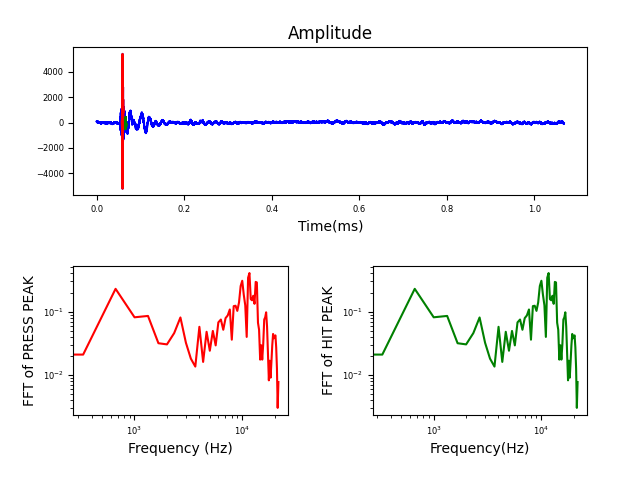 Amplitude
4000
2000
0
−2000
−4000
0.0 0.2 0.4 0.6 0.8 1.0
Time(ms)
FFT of PRESS PEAK
10⁻¹
10⁻²
10³ 10⁴
Frequency (Hz)
FFT of HIT PEAK
10⁻¹
10⁻²
10³ 10⁴
Frequency(Hz)